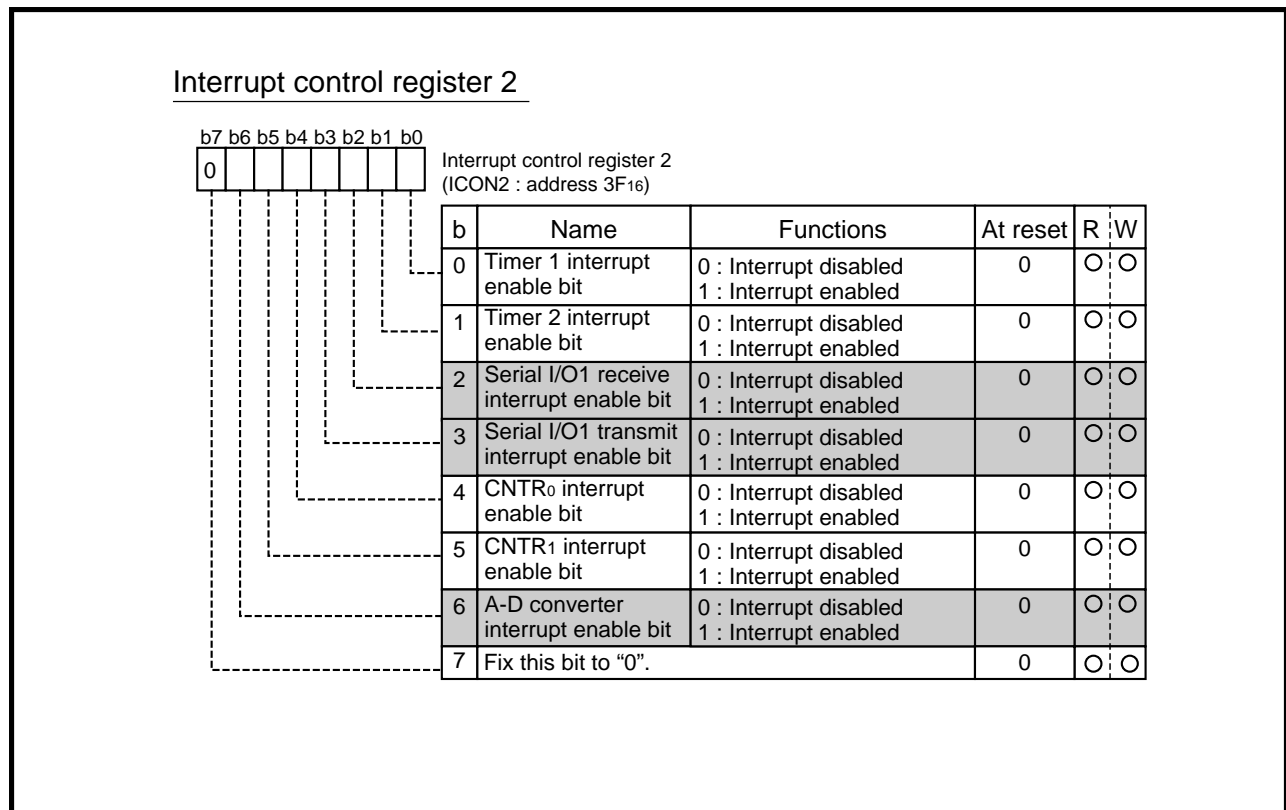 Interrupt control register 2
b7 b6 b5 b4 b3 b2 b1 b0
0
Interrupt control register 2
(ICON2 : address 3F16)
b Name Functions At reset R W
0 Timer 1 interrupt enable bit 0 : Interrupt disabled 0 ○ ○
1 : Interrupt enabled
1 Timer 2 interrupt enable bit 0 : Interrupt disabled 0 ○ ○
1 : Interrupt enabled
2 Serial I/O1 receive interrupt enable bit 0 : Interrupt disabled 0 ○ ○
1 : Interrupt enabled
3 Serial I/O1 transmit interrupt enable bit 0 : Interrupt disabled 0 ○ ○
1 : Interrupt enabled
4 CNTR0 interrupt enable bit 0 : Interrupt disabled 0 ○ ○
1 : Interrupt enabled
5 CNTR1 interrupt enable bit 0 : Interrupt disabled 0 ○ ○
1 : Interrupt enabled
6 A-D converter interrupt enable bit 0 : Interrupt disabled 0 ○ ○
1 : Interrupt enabled
7 Fix this bit to “0”. 0 ○ ○